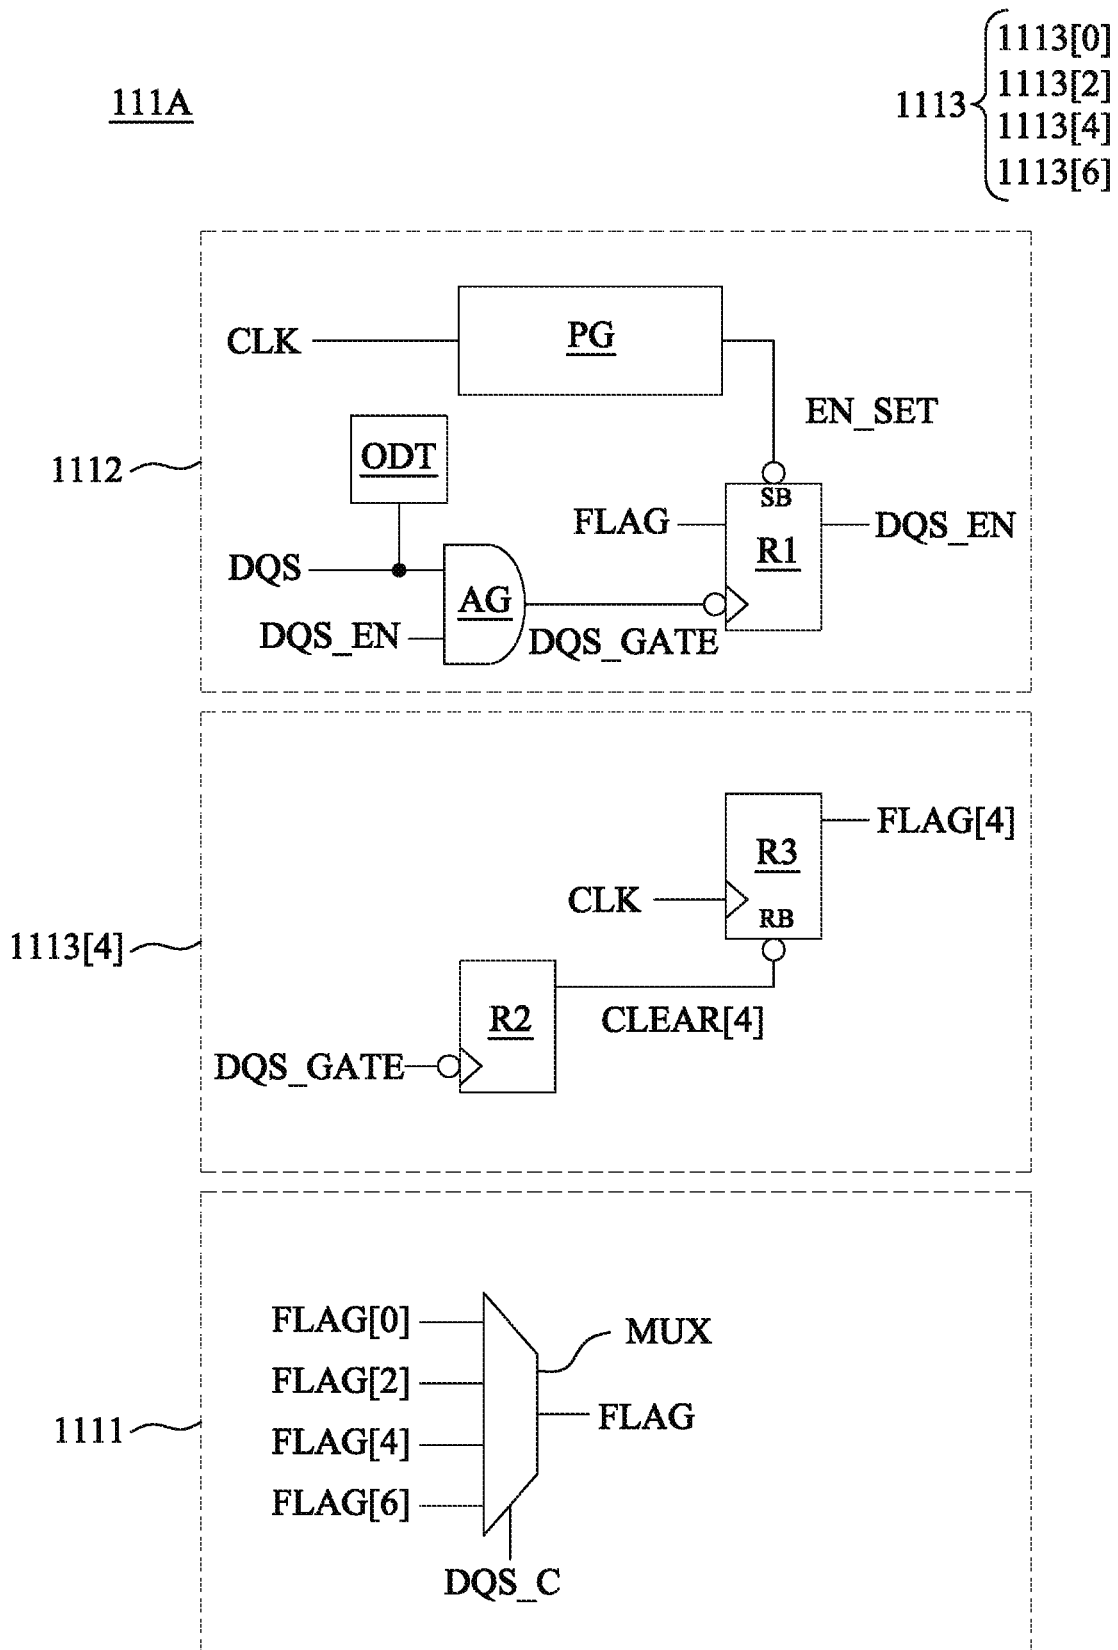 111A
1113
1113[0]
1113[2]
1113[4]
1113[6]
1112
CLK
PG
EN_SET
ODT
SB
FLAG
R1
DQS_EN
DQS
AG
DQS_EN
DQS_GATE
1113[4]
R3
FLAG[4]
CLK
RB
R2
CLEAR[4]
DQS_GATE
1111
FLAG[0]
MUX
FLAG[2]
FLAG
FLAG[4]
FLAG[6]
DQS_C